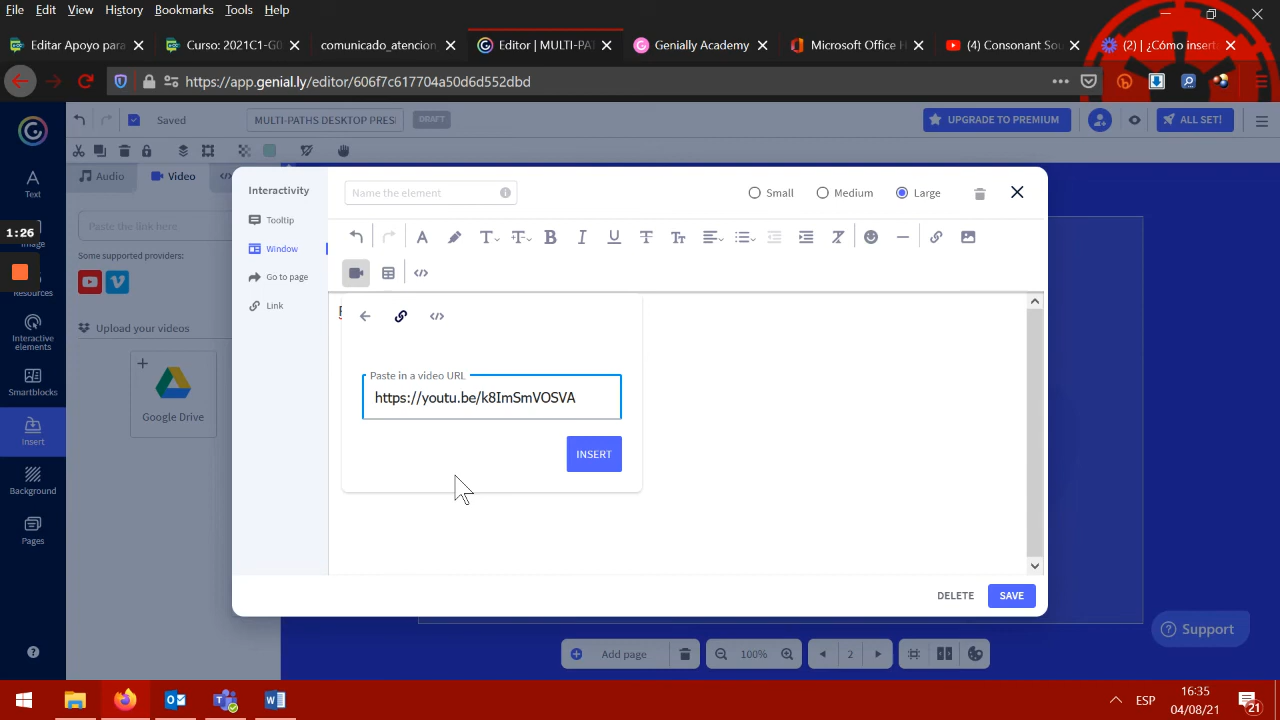 File Edit View History Bookmarks Tools Help
Editar Apoyo para
Curso: 2021C1-G0
comunicado_atention
Editor | MULTI-PAT
Genially Academy
Microsoft Office H
(4) Consonant Sou
(2) | ¿Cómo insert
https://app.genial.ly/editor/606f7c617704a50d6d552dbd
Saved
MULTI-PATHS DESKTOP PRES
DRAFT
UPGRADE TO PREMIUM
ALL SET!
Text
Audio
Video
Paste the link here
1:26
Image
Some supported providers:
Resources
Upload your videos
Interactive
elements
Smartblocks
Google Drive
Insert
Background
Pages
Interactivity
Tooltip
Window
Go to page
Link
Name the element
Small
Medium
Large
Paste in a video URL
https://youtu.be/k8ImSmVOSVA
INSERT
DELETE
SAVE
Support
Add page
100%
2
ESP
16:35
04/08/21
21